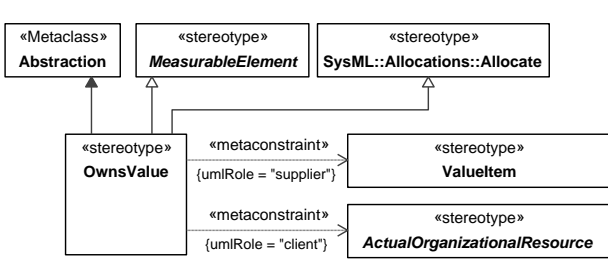 «Metaclass»
Abstraction
«stereotype»
MeasurableElement
«stereotype»
SysML::Allocations::Allocate
«stereotype»
OwnsValue
«metaconstraint»
{umlRole = "supplier"}
«stereotype»
ValueItem
«metaconstraint»
{umlRole = "client"}
«stereotype»
ActualOrganizationalResource